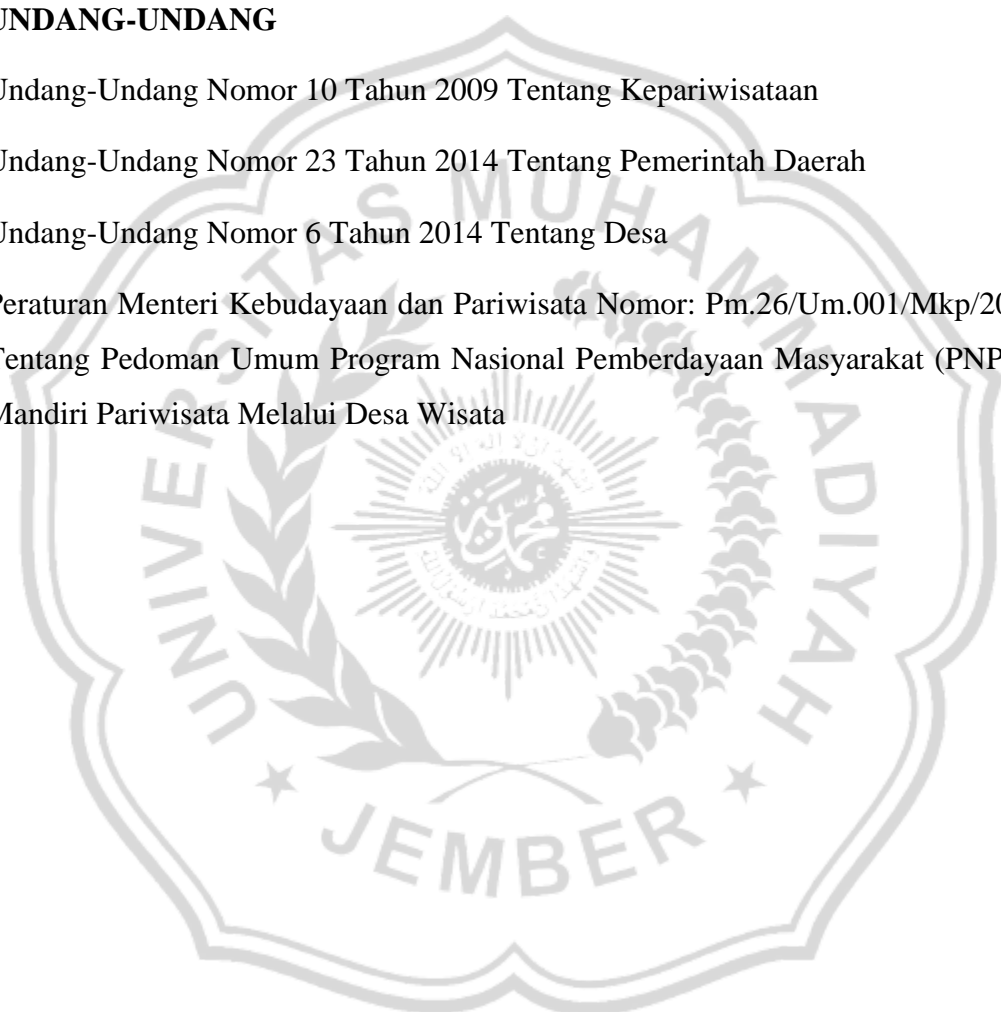 UNDANG-UNDANG
Undang-Undang Nomor 10 Tahun 2009 Tentang Kepariwisataan
Undang-Undang Nomor 23 Tahun 2014 Tentang Pemerintah Daerah
Undang-Undang Nomor 6 Tahun 2014 Tentang Desa
Peraturan Menteri Kebudayaan dan Pariwisata Nomor: Pm.26/Um.001/Mkp/20
Tentang Pedoman Umum Program Nasional Pemberdayaan Masyarakat (PNP
Mandiri Pariwisata Melalui Desa Wisata
UNIVERSITAS MUHAMMADIYAH
JEMBER